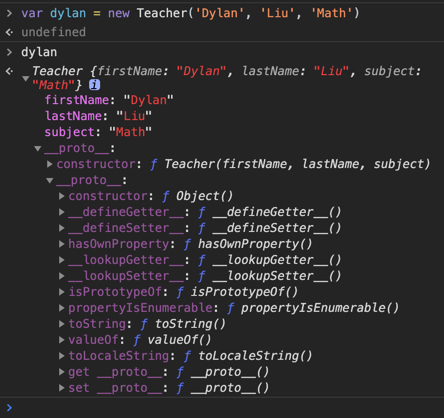 > var dylan = new Teacher('Dylan', 'Liu', 'Math')
undefined
> dylan
Teacher {firstName: "Dylan", lastName: "Liu", subject:
"Math"} i
firstName: "Dylan"
lastName: "Liu"
subject: "Math"
__proto__:
constructor: ƒ Teacher(firstName, lastName, subject)
__proto__:
constructor: ƒ Object()
__defineGetter__: ƒ __defineGetter__()
__defineSetter__: ƒ __defineSetter__()
hasOwnProperty: ƒ hasOwnProperty()
__lookupGetter__: ƒ __lookupGetter__()
__lookupSetter__: ƒ __lookupSetter__()
isPrototypeOf: ƒ isPrototypeOf()
propertyIsEnumerable: ƒ propertyIsEnumerable()
toString: ƒ toString()
valueOf: ƒ valueOf()
toLocaleString: ƒ toLocaleString()
get __proto__: ƒ __proto__()
set __proto__: ƒ __proto__()
>